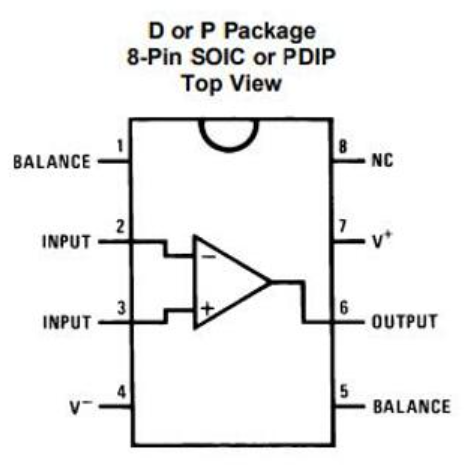 D or P Package
8-Pin SOIC or PDIP
Top View
1
BALANCE
8
NC
2
INPUT
7
V⁺
−
3
INPUT
+
6
OUTPUT
4
V⁻
5
BALANCE